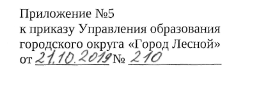 Приложение №5
к приказу Управления образования
городского округа «Город Лесной»
от 21.10.2019 № 210